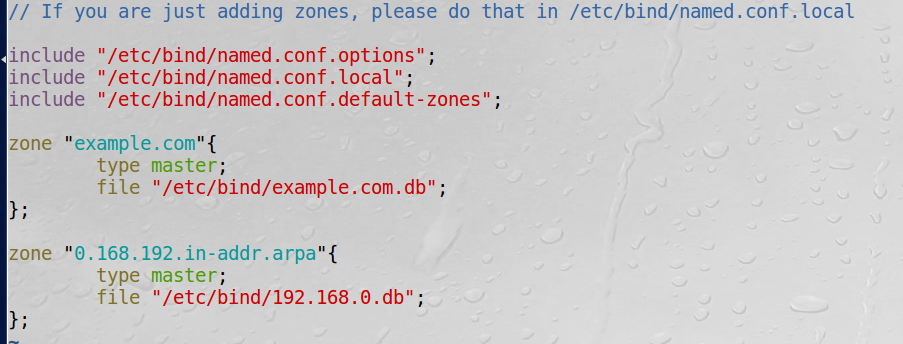 // If you are just adding zones, please do that in /etc/bind/named.conf.local
include "/etc/bind/named.conf.options";
include "/etc/bind/named.conf.local";
include "/etc/bind/named.conf.default-zones";
zone "example.com"{
type master;
file "/etc/bind/example.com.db";
};
zone "0.168.192.in-addr.arpa"{
type master;
file "/etc/bind/192.168.0.db";
};
~